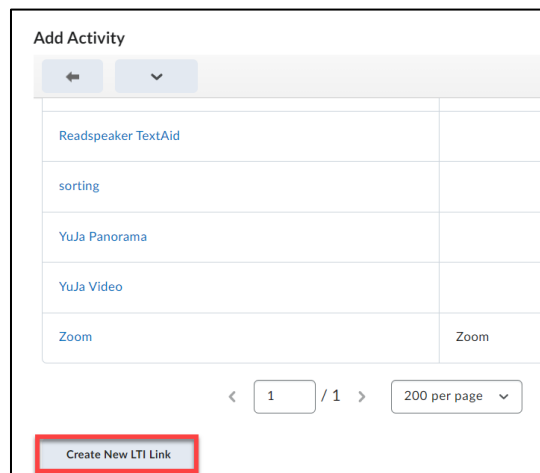 Add Activity
Readspeaker TextAid
sorting
YuJa Panorama
YuJa Video
Zoom Zoom
1 / 1 200 per page
Create New LTI Link